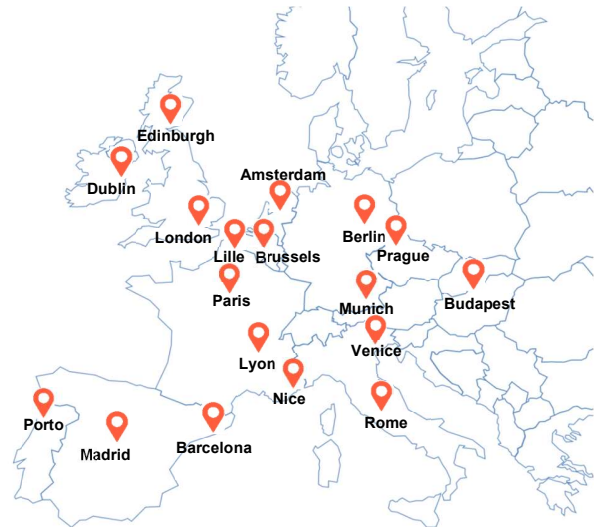 Edinburgh
Amsterdam
Dublin
Berlin
London
Prague
Lille
Brussels
Paris
Munich
Budapest
Venice
Lyon
Nice
Rome
Porto
Barcelona
Madrid